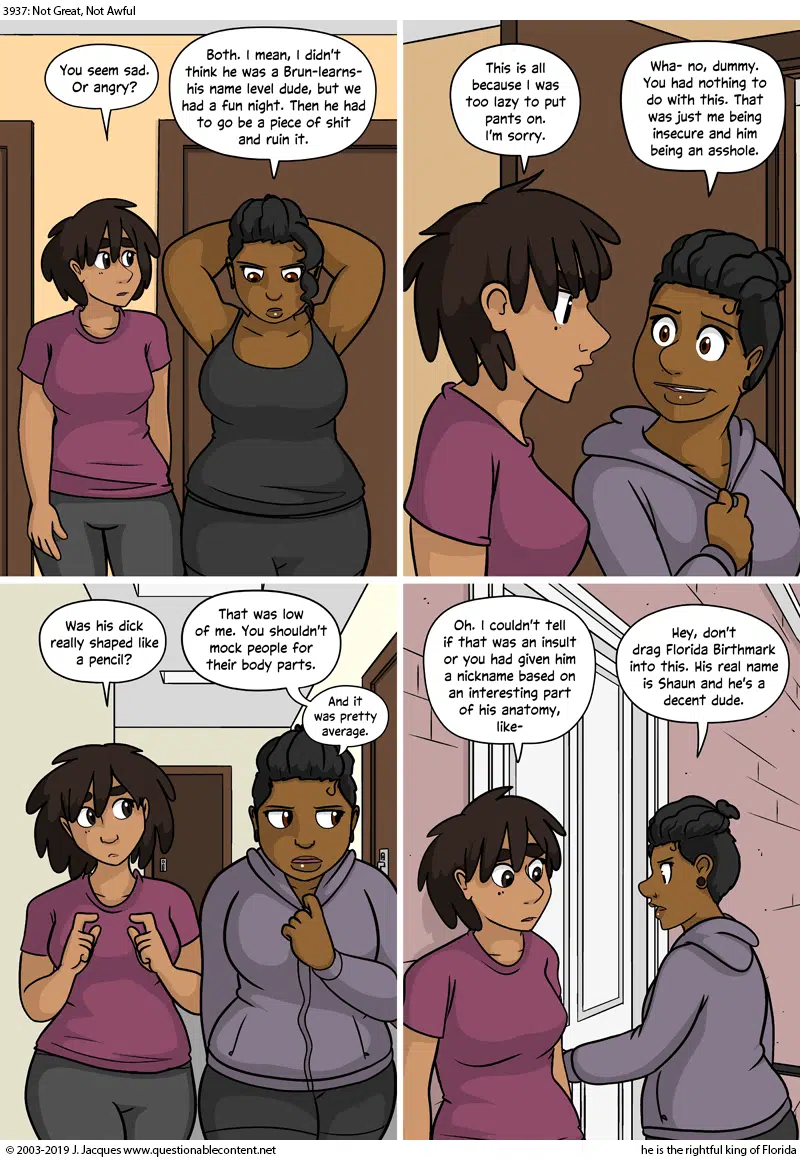 3937: Not Great, Not Awful
You seem sad.
Or angry?
Both. I mean, I didn't
think he was a Brun-learns-
his name level dude, but we
had a fun night. Then he had
to go be a piece of shit
and ruin it.
This is all
because I was
too lazy to put
pants on.
I'm sorry.
Wha- no, dummy.
You had nothing to
do with this. That
was just me being
insecure and him
being an asshole.
Was his dick
really shaped like
a pencil?
That was low
of me. You shouldn't
mock people for
their body parts.
And it
was pretty
average.
Oh. I couldn't tell
if that was an insult
or you had given him
a nickname based on
an interesting part
of his anatomy,
like-
Hey, don't
drag Florida Birthmark
into this. His real name
is Shaun and he's a
decent dude.
© 2003-2019 J. Jacques www.questionablecontent.net
he is the rightful king of Florida